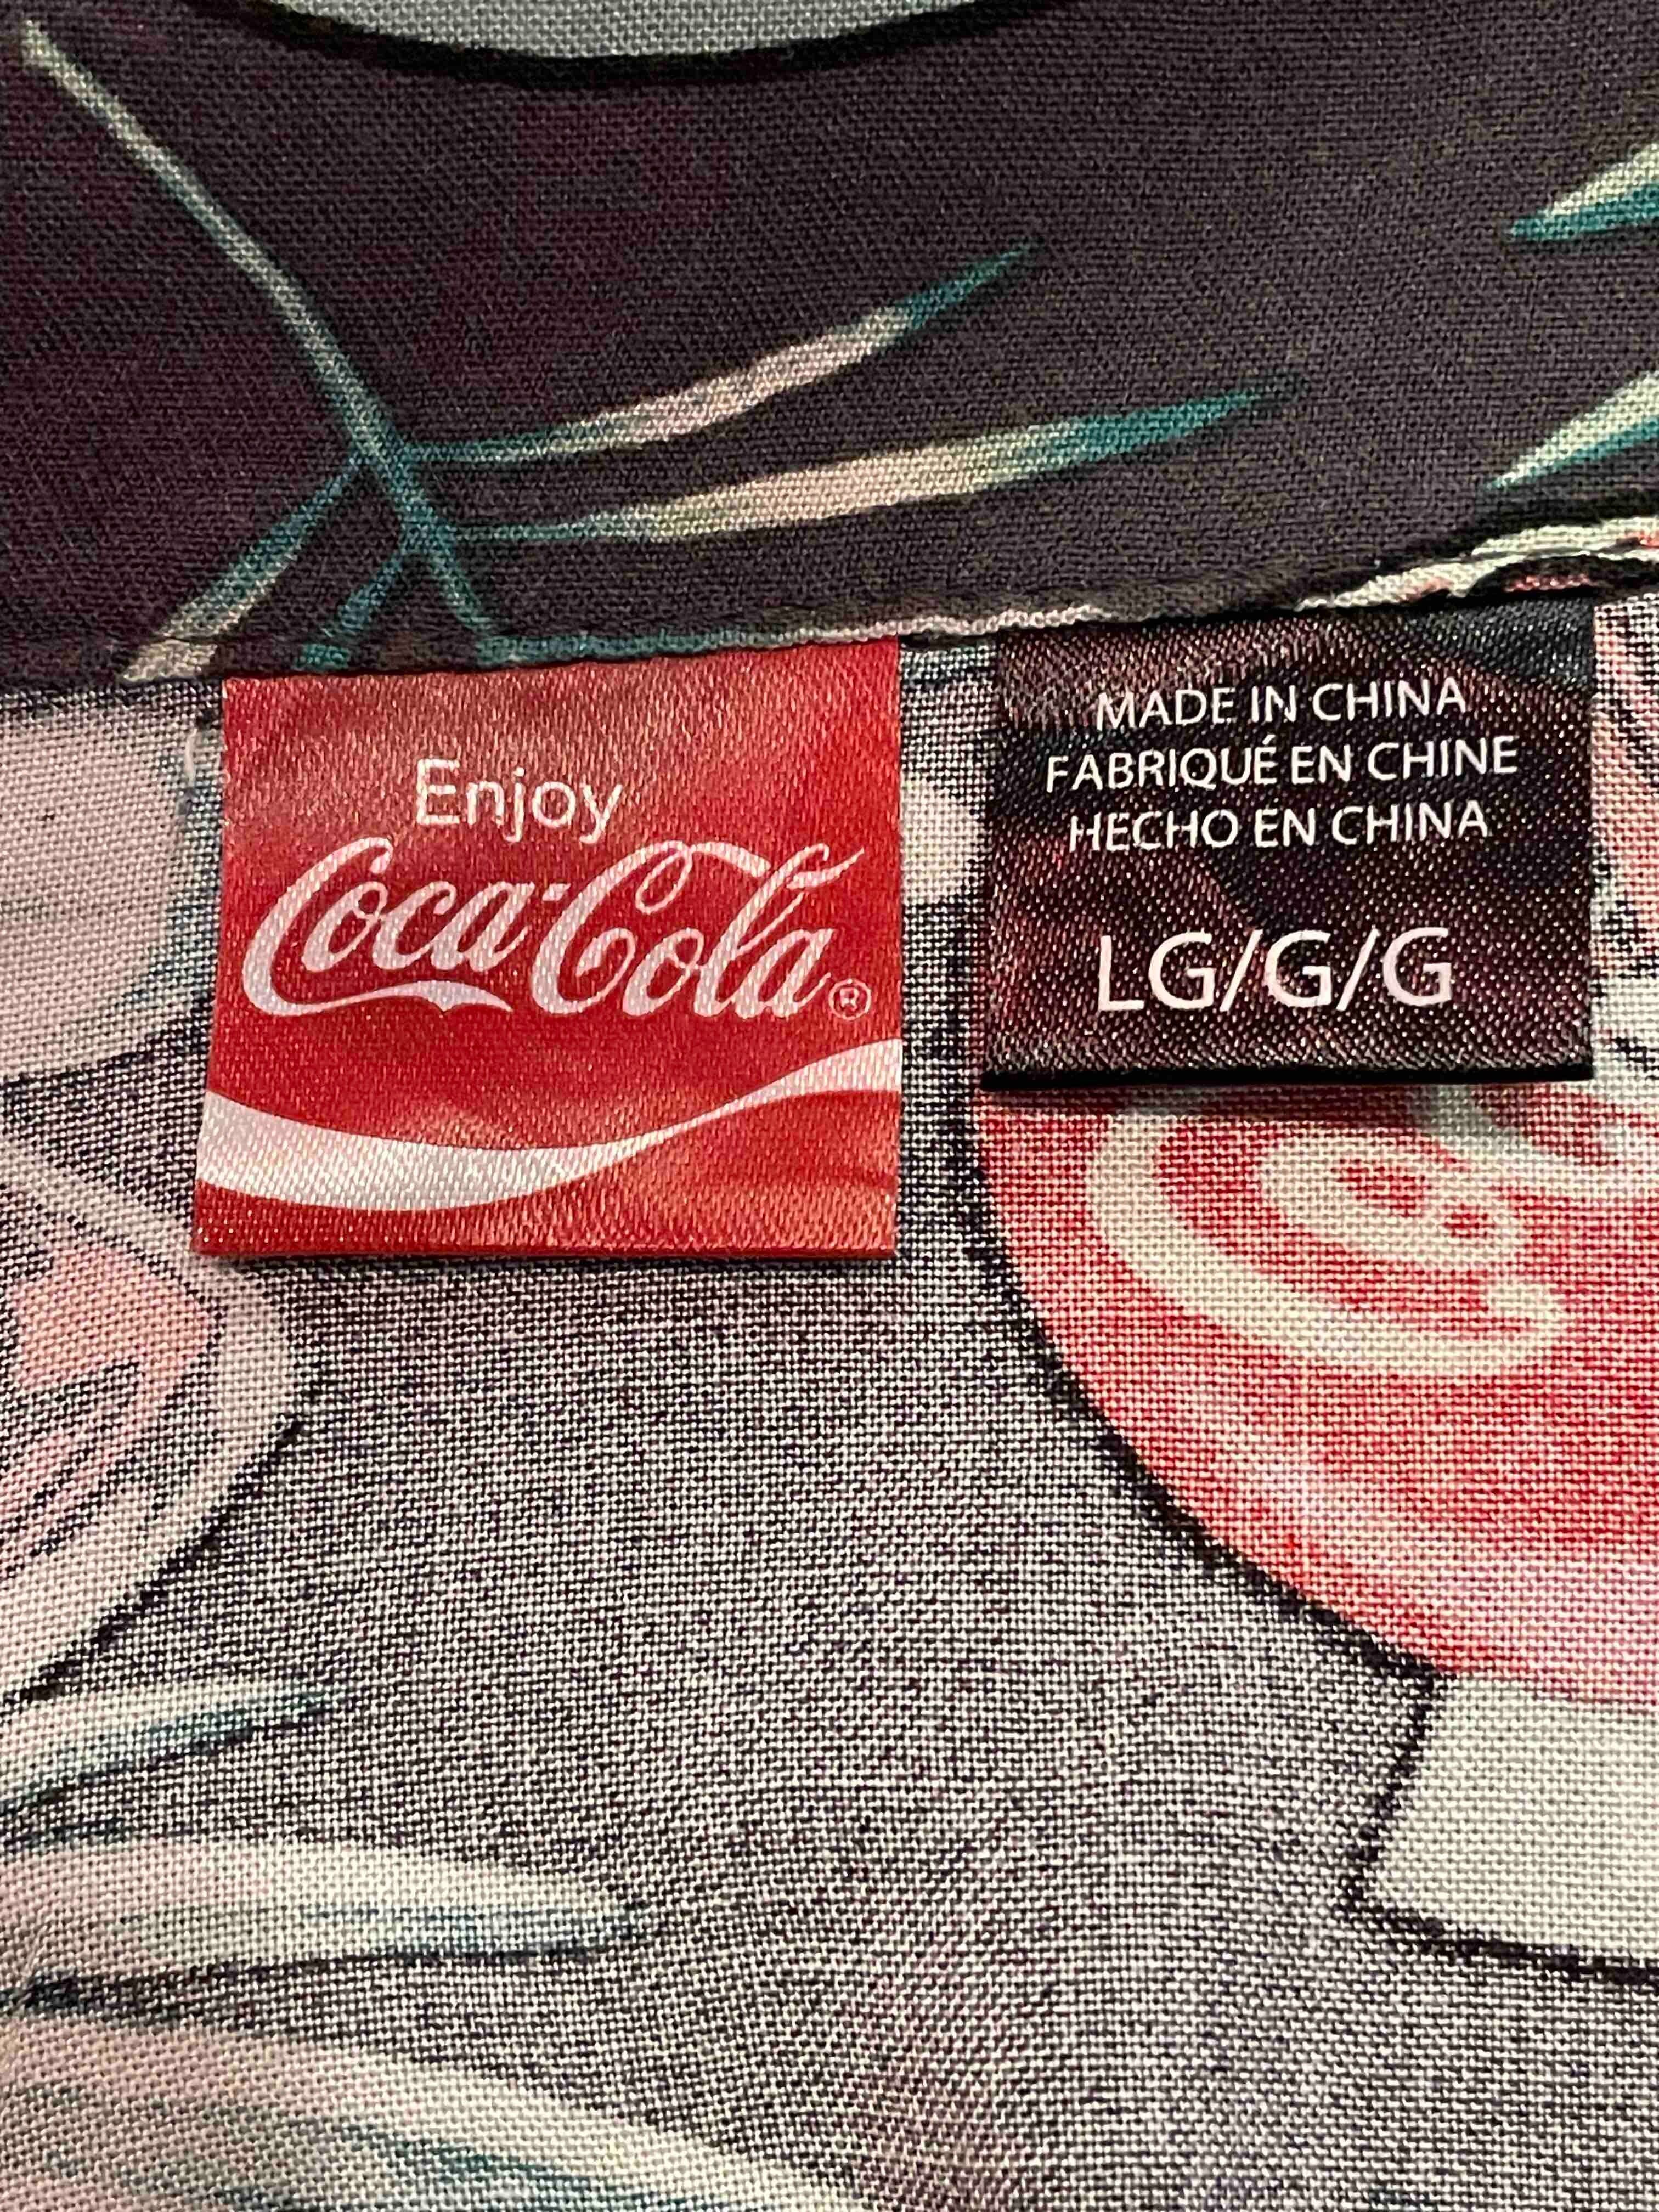 Enjoy
Coca-Cola®
MADE IN CHINA
FABRIQUÉ EN CHINE
HECHO EN CHINA
LG/G/G